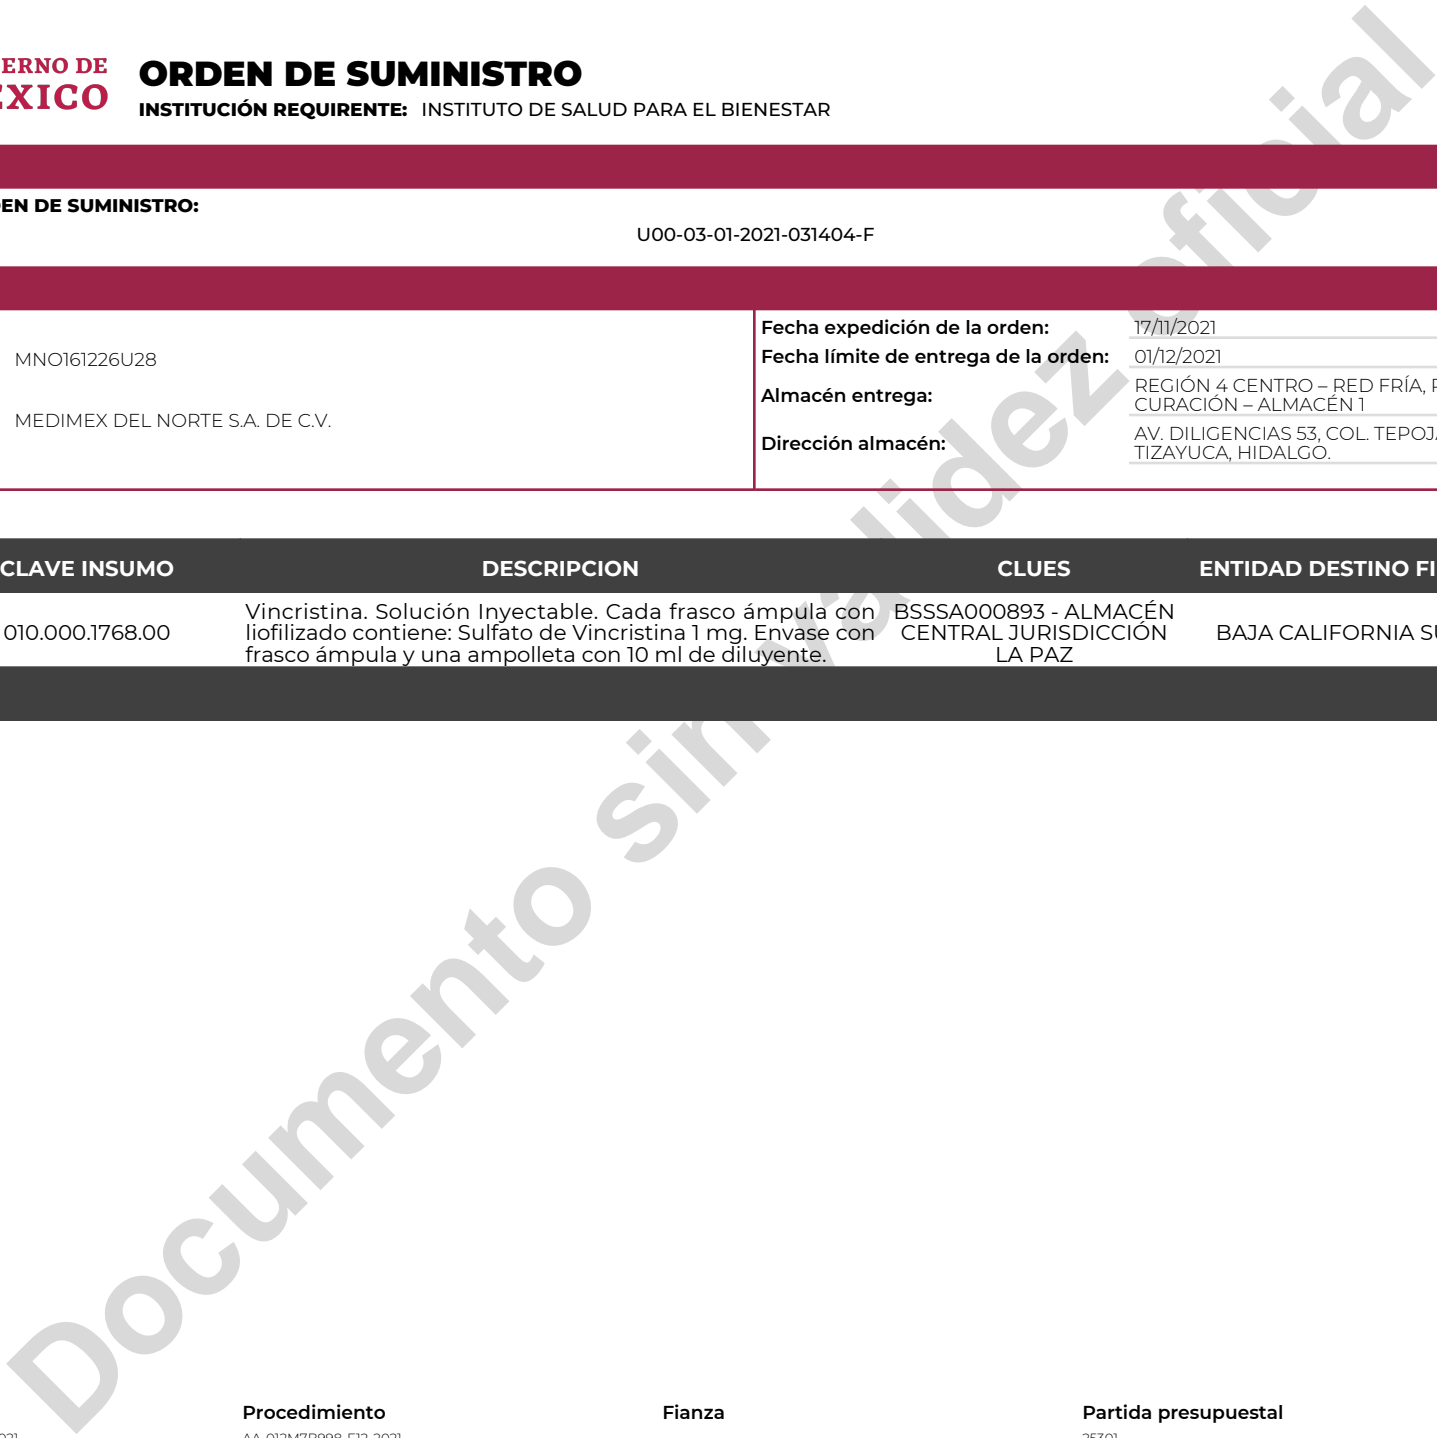 ERNO DE
EXICO
ORDEN DE SUMINISTRO
INSTITUCIÓN REQUIRENTE: INSTITUTO DE SALUD PARA EL BIENESTAR
EN DE SUMINISTRO:
U00-03-01-2021-031404-F
MNO161226U28
MEDIMEX DEL NORTE S.A. DE C.V.
Fecha expedición de la orden: 17/11/2021
Fecha límite de entrega de la orden: 01/12/2021
Almacén entrega: REGIÓN 4 CENTRO – RED FRÍA,
CURACIÓN – ALMACÉN 1
Dirección almacén: AV. DILIGENCIAS 53, COL. TEPOJ
TIZAYUCA, HIDALGO.
CLAVE INSUMO DESCRIPCION CLUES ENTIDAD DESTINO FI
010.000.1768.00
Vincristina. Solución Inyectable. Cada frasco ámpula con
liofilizado contiene: Sulfato de Vincristina 1 mg. Envase con
frasco ámpula y una ampolleta con 10 ml de diluyente.
BSSSA000893 - ALMACÉN
CENTRAL JURISDICCIÓN
LA PAZ
BAJA CALIFORNIA SU
Documento sin validez oficial
Procedimiento Fianza Partida presupuestal